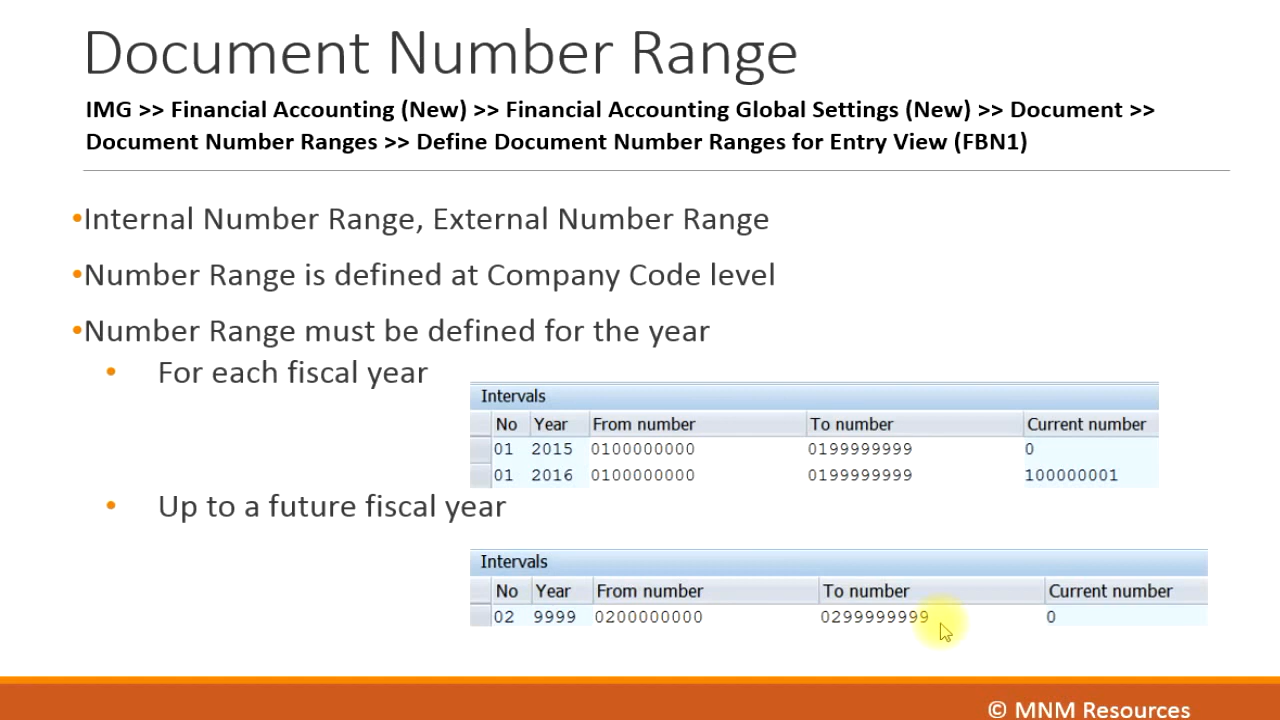 Document Number Range
IMG >> Financial Accounting (New) >> Financial Accounting Global Settings (New) >> Document >>
Document Number Ranges >> Define Document Number Ranges for Entry View (FBN1)
•Internal Number Range, External Number Range
•Number Range is defined at Company Code level
•Number Range must be defined for the year
• For each fiscal year
Intervals
No Year From number To number Current number
01 2015 0100000000 0199999999 0
01 2016 0100000000 0199999999 100000001
• Up to a future fiscal year
Intervals
No Year From number To number Current number
02 9999 0200000000 0299999999 0
© MNM Resources